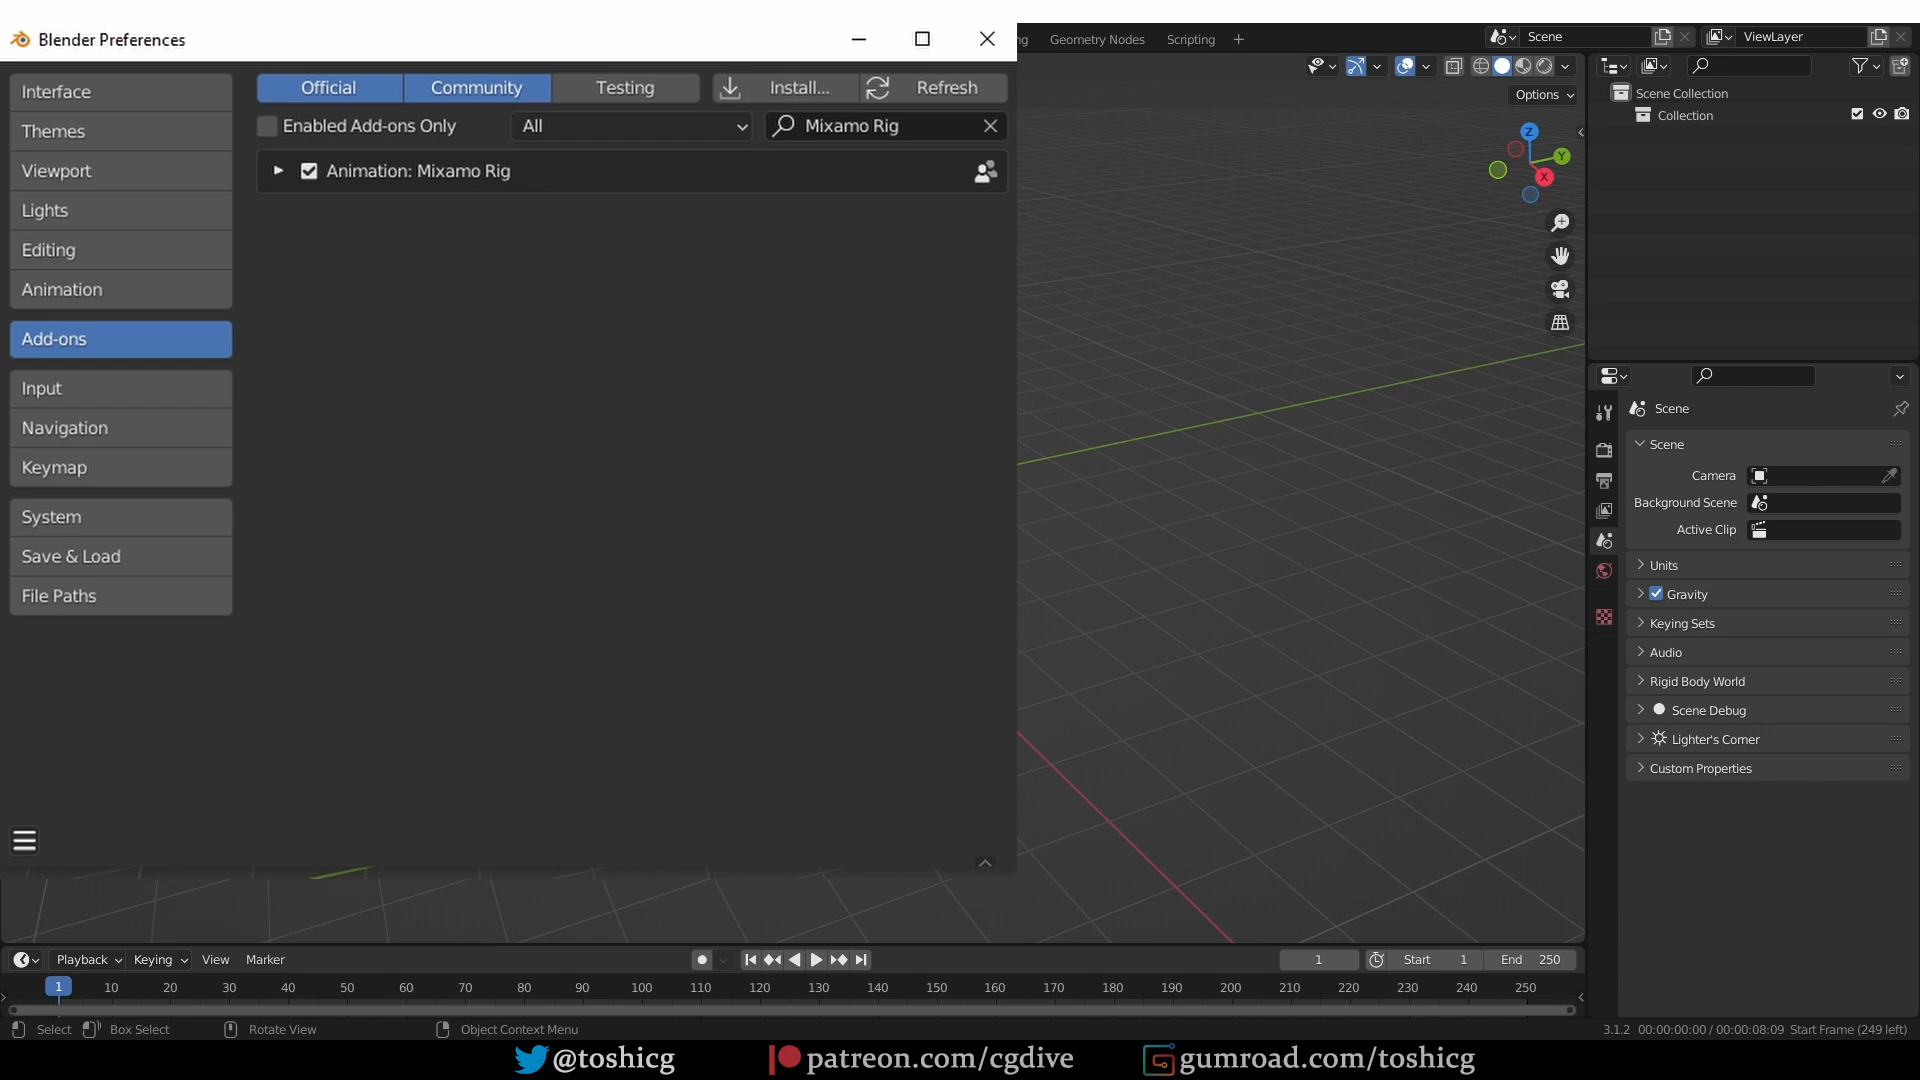 Blender Preferences
ng Geometry Nodes Scripting +
Scene
ViewLayer
Interface
Themes
Viewport
Lights
Editing
Animation
Add-ons
Input
Navigation
Keymap
System
Save & Load
File Paths
Official Community Testing Install... Refresh
Enabled Add-ons Only All Mixamo Rig
Animation: Mixamo Rig
Options
Z
Y
X
Scene Collection
Collection
Scene
Scene
Camera
Background Scene
Active Clip
Units
Gravity
Keying Sets
Audio
Rigid Body World
Scene Debug
Lighter's Corner
Custom Properties
Playback Keying View Marker 1 Start 1 End 250
1 10 20 30 40 50 60 70 80 90 100 110 120 130 140 150 160 170 180 190 200 210 220 230 240 250
Select Box Select Rotate View Object Context Menu 3.1.2 00:00:00:00 / 00:00:08:09 Start Frame (249 left)
@toshicg patreon.com/cgdive gumroad.com/toshicg